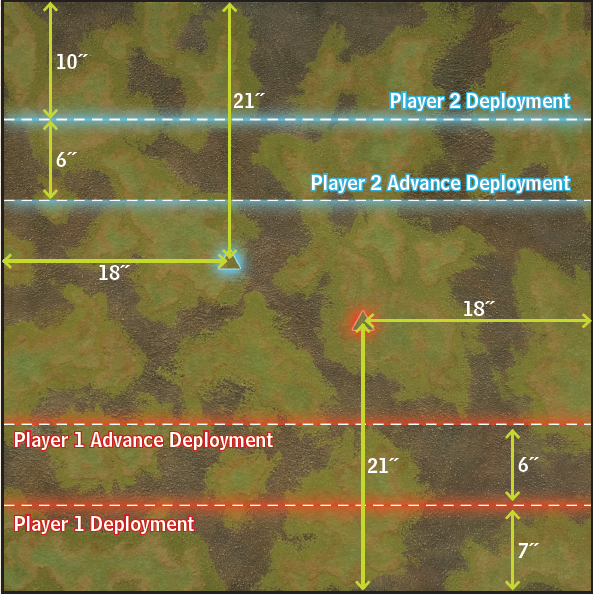 10″
21″
Player 2 Deployment
6″
Player 2 Advance Deployment
18″
18″
Player 1 Advance Deployment
21″
6″
Player 1 Deployment
7″